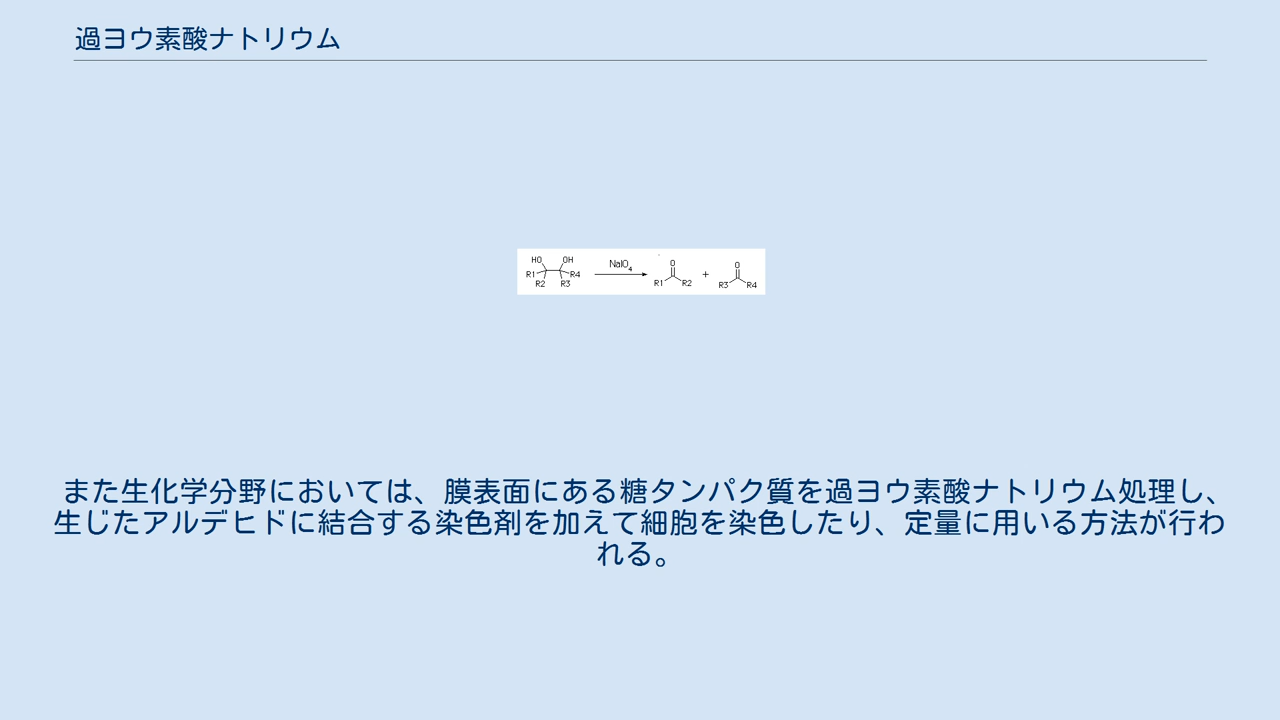 過ヨウ素酸ナトリウム
HO OH NaIO4 O O
R1 R4 R1 R2 + R3 R4
R2 R3
また生化学分野においては、膜表面にある糖タンパク質を過ヨウ素酸ナトリウム処理し、
生じたアルデヒドに結合する染色剤を加えて細胞を染色したり、定量に用いる方法が行わ
れる。